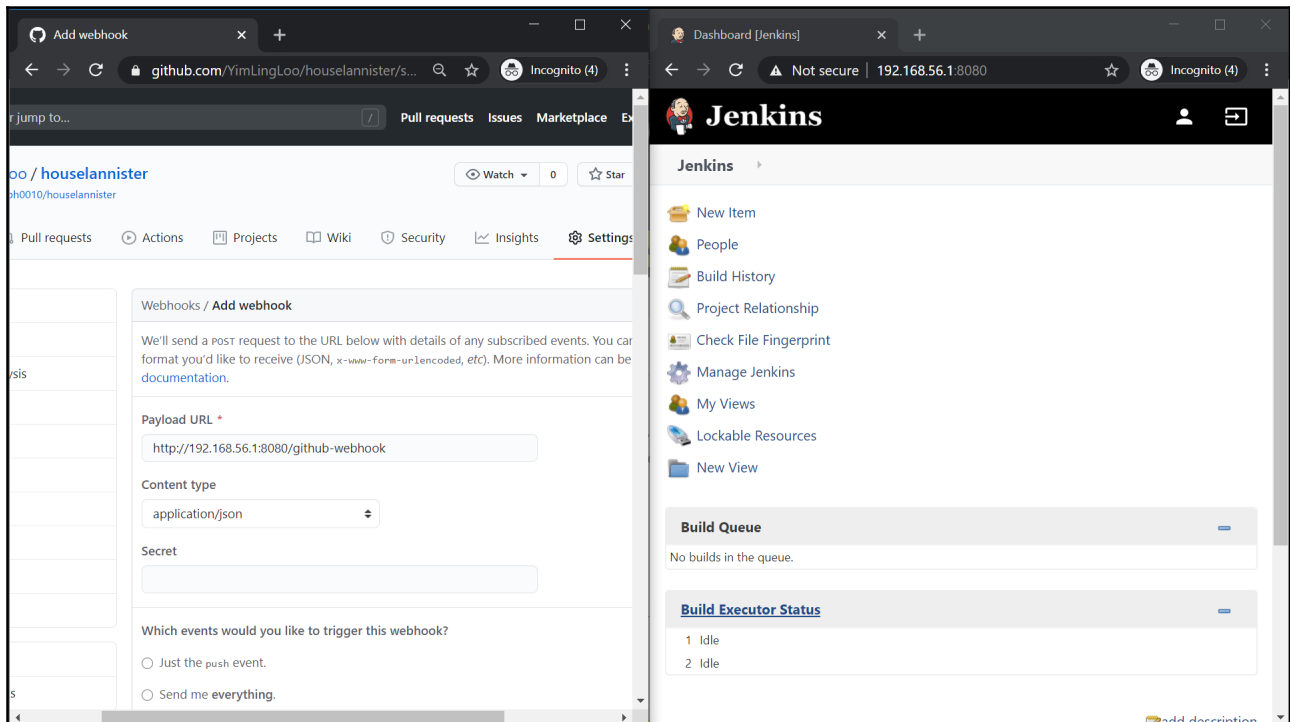 Add webhook
github.com/YimLingLoo/houselannister/s...
Incognito (4)
r jump to...
/
Pull requests Issues Marketplace Ex
oo / houselannister
Watch 0 Star
oh0010/houselannister
Pull requests Actions Projects Wiki Security Insights Settings
Webhooks / Add webhook
We'll send a POST request to the URL below with details of any subscribed events. You can
format you'd like to receive (JSON, x-www-form-urlencoded, etc). More information can be
documentation.
ysis
Payload URL *
http://192.168.56.1:8080/github-webhook
Content type
application/json
Secret
Which events would you like to trigger this webhook?
Just the push event.
Send me everything.
s
Dashboard [Jenkins]
Not secure 192.168.56.1:8080
Incognito (4)
Jenkins
Jenkins
New Item
People
Build History
Project Relationship
Check File Fingerprint
Manage Jenkins
My Views
Lockable Resources
New View
Build Queue
No builds in the queue.
Build Executor Status
1 Idle
2 Idle
add description